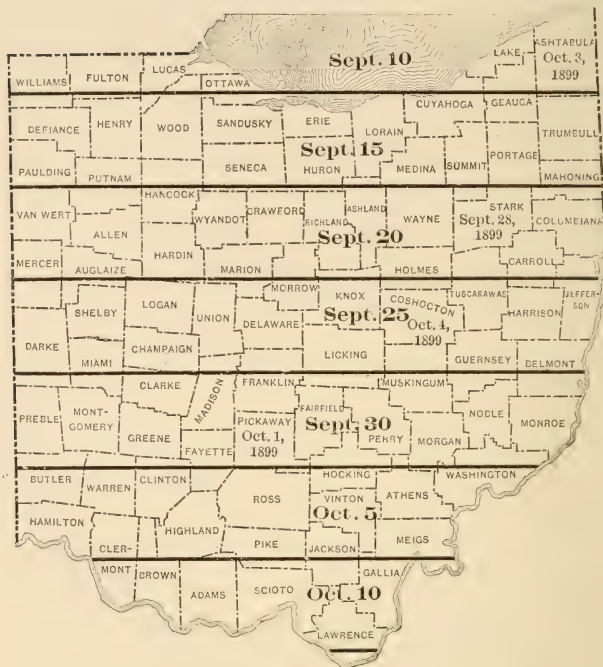 Sept. 10
LAKE
ASHTABULA
Oct. 3,
1899
WILLIAMS
FULTON
LUCAS
OTTAWA
CUYAHOGA
GEAUGA
DEFIANCE
HENRY
WOOD
SANDUSKY
ERIE
LORAIN
TRUMBULL
Sept. 15
PAULDING
PUTNAM
SENECA
HURON
MEDINA
SUMMIT
PORTAGE
MAHONING
HANCOCK
VAN WERT
ALLEN
WYANDOT
CRAWFORD
RICHLAND
ASHLAND
WAYNE
STARK
Sept. 28,
1899
COLUMBIANA
Sept. 20
MERCER
AUGLAIZE
HARDIN
MARION
HOLMES
CARROLL
SHELBY
LOGAN
UNION
MORROW
DELAWARE
KNOX
COSHOCTON
Oct. 4,
1899
TUSCARAWAS
HARRISON
JEFFER-
SON
Sept. 25
DARKE
MIAMI
CHAMPAIGN
LICKING
GUERNSEY
BELMONT
CLARKE
MADISON
FRANKLIN
MUSKINGUM
PREBLE
MONT-
GOMERY
GREENE
FAYETTE
PICKAWAY
Oct. 1,
1899
FAIRFIELD
Sept. 30
PERRY
MORGAN
NOBLE
MONROE
BUTLER
WARREN
CLINTON
ROSS
HOCKING
VINTON
ATHENS
WASHINGTON
Oct. 5
HAMILTON
CLER-
MONT
HIGHLAND
PIKE
JACKSON
MEIGS
BROWN
ADAMS
SCIOTO
GALLIA
Oct. 10
LAWRENCE